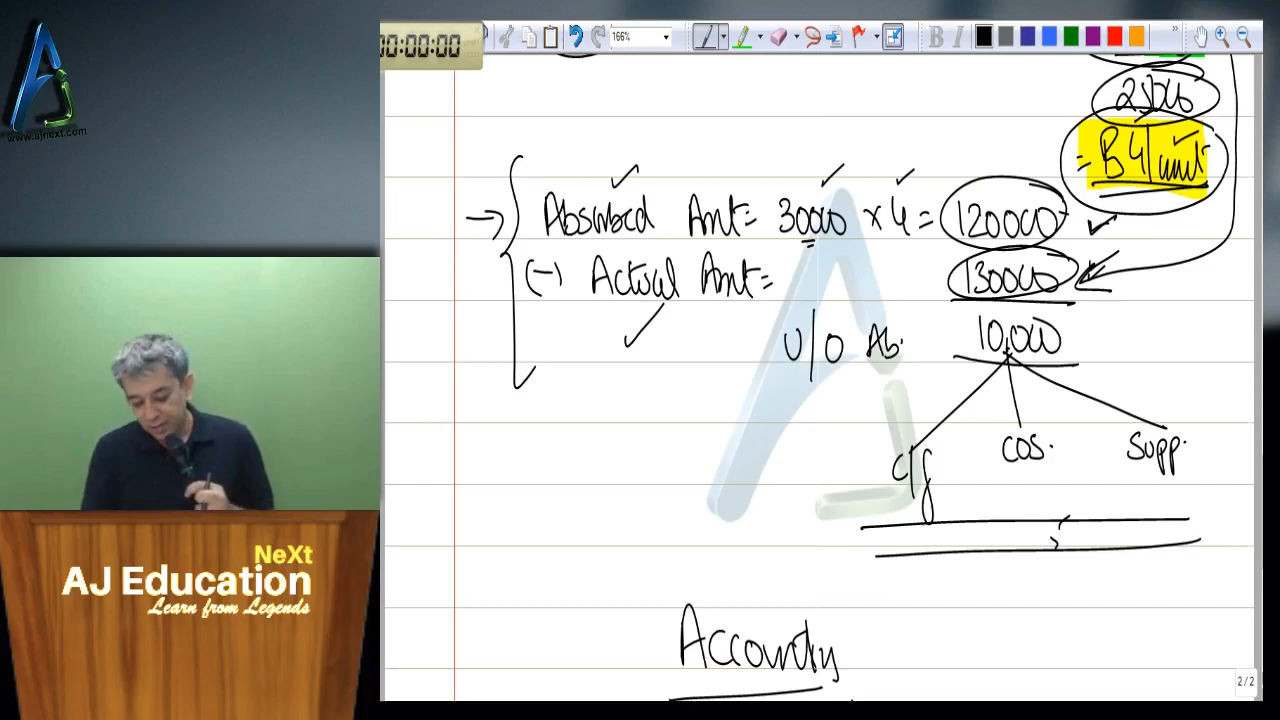 00:00:00
166%
www.ajnext.com
25000
= B 4/unit
→ Absorbed Amt = 30000 x 4 = 120000
(-) Actual Amt = 130000
U/O Ab. 10,000
c/f COS. Supp.
NeXt
AJ Education
Learn from Legends
Accounting
2/2